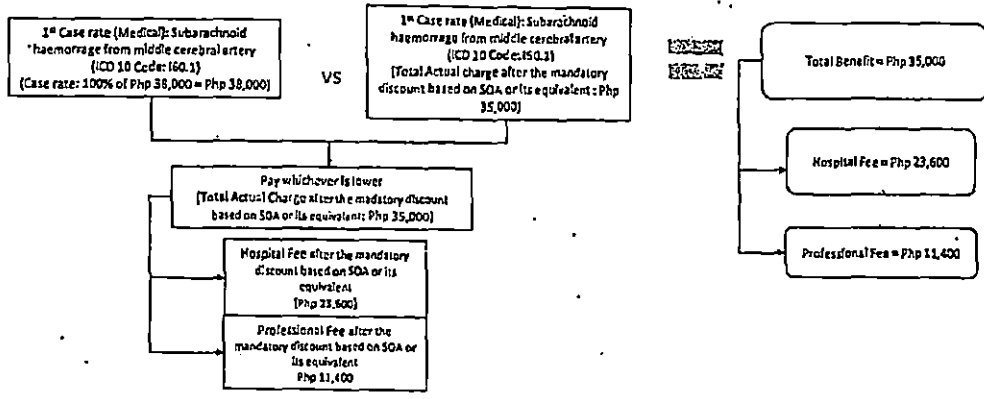 1st Case rate (Medical): Subarachnoid
haemorrage from middle cerebral artery
(ICD 10 Code: I60.1)
(Case rate: 100% of Php 38,000 = Php 38,000)
VS
1st Case rate (Medical): Subarachnoid
haemorrage from middle cerebral artery
(ICD 10 Code: I60.1)
[Total Actual charge after the mandatory
discount based on SOA or its equivalent : Php
35,000]
Pay whichever is lower
[Total Actual Charge after the madatory discount
based on SOA or its equivalent: Php 35,000]
Hospital Fee after the mandatory
discount based on SOA or its
equivalent
[Php 23,600]
Professional Fee after the
mandatory discount based on SOA or
its equivalent
Php 11,400
Total Benefit = Php 35,000
Hospital Fee = Php 23,600
Professional Fee = Php 11,400